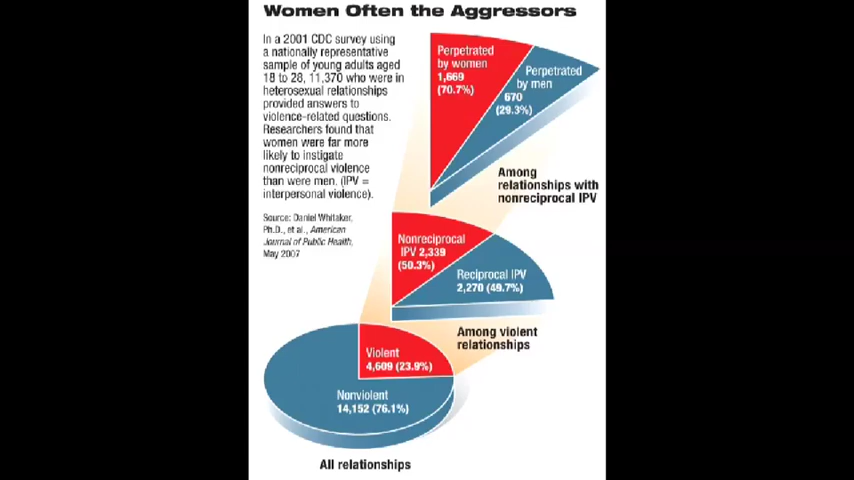 Women Often the Aggressors
In a 2001 CDC survey using
a nationally representative
sample of young adults aged
18 to 28, 11,370 who were in
heterosexual relationships
provided answers to
violence-related questions.
Researchers found that
women were far more
likely to instigate
nonreciprocal violence
than were men. (IPV =
interpersonal violence).
Source: Daniel Whitaker,
Ph.D., et al., American
Journal of Public Health,
May 2007
Perpetrated
by women
1,669
(70.7%)
Perpetrated
by men
670
(29.3%)
Among
relationships with
nonreciprocal IPV
Nonreciprocal
IPV 2,339
(50.3%)
Reciprocal IPV
2,270 (49.7%)
Among violent
relationships
Violent
4,609 (23.9%)
Nonviolent
14,152 (76.1%)
All relationships